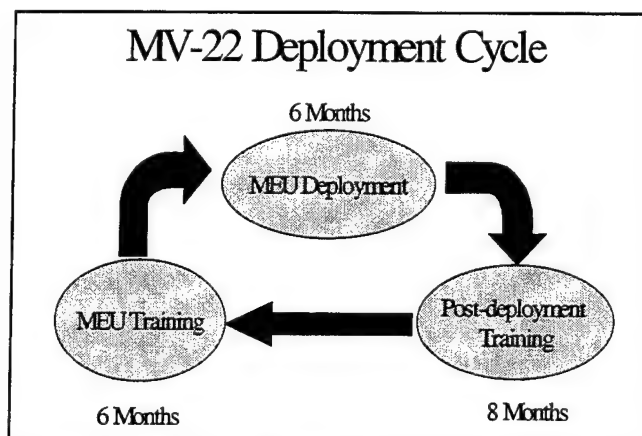 MV-22 Deployment Cycle
6 Months
MEU Deployment
MEU Training
Post-deployment
Training
6 Months
8 Months